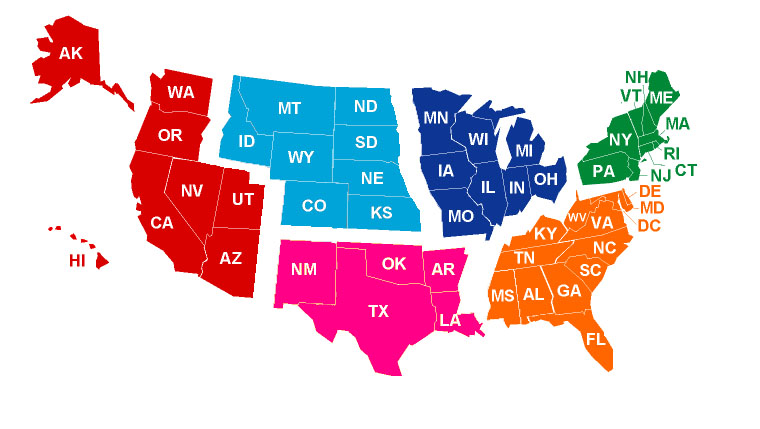 AK
WA
OR
CA
NV
UT
AZ
HI
MT
ID
WY
ND
SD
NE
CO
KS
NM
OK
TX
AR
LA
MN
WI
MI
IA
IL
IN
OH
MO
NH
VT
ME
NY
MA
RI
CT
PA
NJ
DE
MD
DC
WV
VA
KY
NC
TN
SC
MS
AL
GA
FL